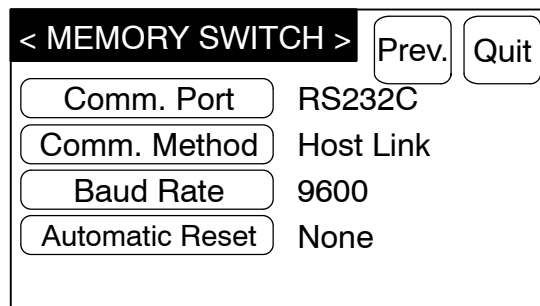 < MEMORY SWITCH > Prev. Quit
Comm. Port RS232C
Comm. Method Host Link
Baud Rate 9600
Automatic Reset None